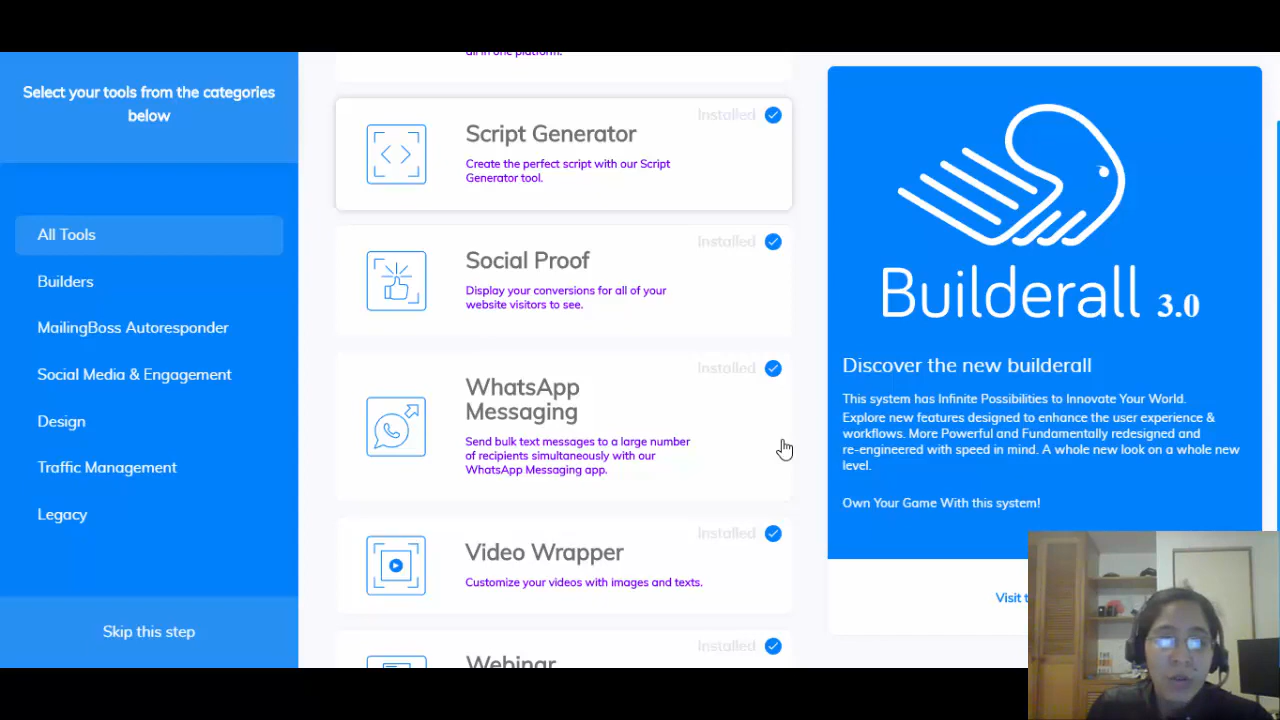 Select your tools from the categories
below
All Tools
Builders
MailingBoss Autoresponder
Social Media & Engagement
Design
Traffic Management
Legacy
Skip this step
all in one platform.
Installed
Script Generator
Create the perfect script with our Script
Generator tool.
Installed
Social Proof
Display your conversions for all of your
website visitors to see.
Installed
WhatsApp
Messaging
Send bulk text messages to a large number
of recipients simultaneously with our
WhatsApp Messaging app.
Installed
Video Wrapper
Customize your videos with images and texts.
Installed
Webinar
Builderall 3.0
Discover the new builderall
This system has Infinite Possibilities to Innovate Your World.
Explore new features designed to enhance the user experience &
workflows. More Powerful and Fundamentally redesigned and
re-engineered with speed in mind. A whole new look on a whole new
level.
Own Your Game With this system!
Visit